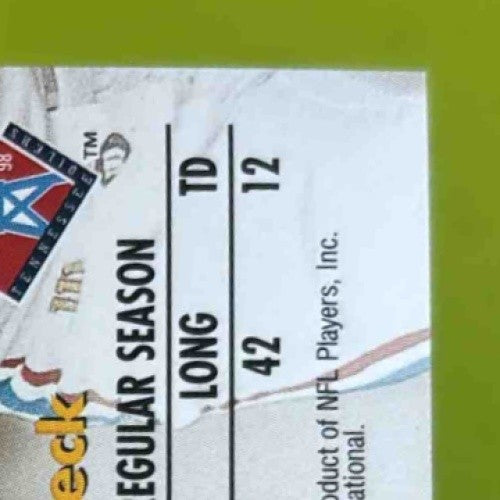 TENNESSEE OILERS
98
TM
eck
EGULAR SEASON
LONG TD
42 12
oduct of NFL Players, Inc.
ational.